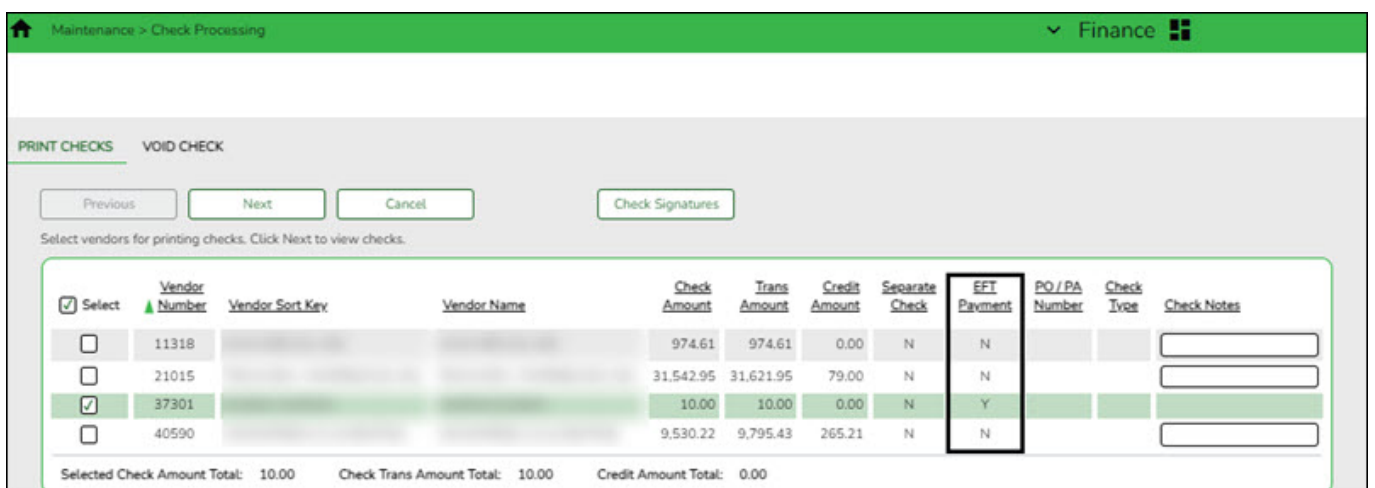 Maintenance > Check Processing Finance
PRINT CHECKS VOID CHECK
Previous Next Cancel Check Signatures
Select vendors for printing checks. Click Next to view checks.
Select Vendor Number Vendor Sort Key Vendor Name Check Amount Trans Amount Credit Amount Separate Check EFT Payment PO / PA Number Check Type Check Notes
11318 974.61 974.61 0.00 N N
21015 31,542.95 31,621.95 79.00 N N
37301 10.00 10.00 0.00 N Y
40590 9,530.22 9,795.43 265.21 N N
Selected Check Amount Total: 10.00 Check Trans Amount Total: 10.00 Credit Amount Total: 0.00